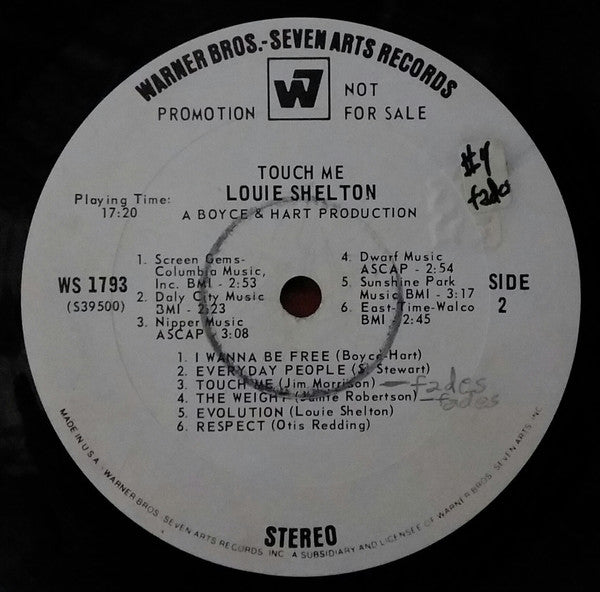 WARNER BROS.-SEVEN ARTS RECORDS
W7
PROMOTION NOT
FOR SALE
#4
fades
TOUCH ME
LOUIE SHELTON
A BOYCE & HART PRODUCTION
Playing Time:
17:20
WS 1793
(S39500)
SIDE
2
1. Screen Gems-
Columbia Music,
Inc. BMI - 2:53
2. Daly City Music
BMI - 2:23
3. Nipper Music
ASCAP - 3:08
4. Dwarf Music
ASCAP - 2:54
5. Sunshine Park
Music BMI - 3:17
6. East-Time-Walco
BMI - 2:45
1. I WANNA BE FREE (Boyce-Hart)
2. EVERYDAY PEOPLE (S. Stewart)
3. TOUCH ME (Jim Morrison) - fades
4. THE WEIGHT (Jaime Robertson) - fades
5. EVOLUTION (Louie Shelton)
6. RESPECT (Otis Redding)
STEREO
MADE IN U.S.A. WARNER BROS. SEVEN ARTS RECORDS INC. A SUBSIDIARY AND LICENSEE OF WARNER BROS. SEVEN ARTS, INC.